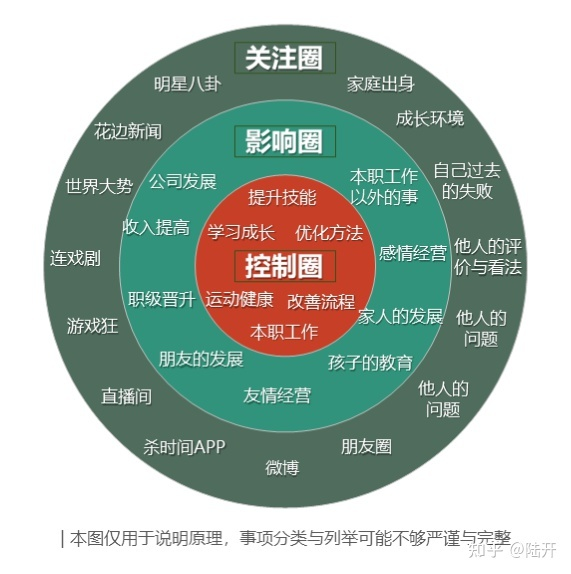 关注圈
明星八卦
家庭出身
花边新闻
成长环境
世界大势
自己过去
的失败
连戏剧
他人的评
价与看法
游戏狂
他人的
问题
直播间
他人的
问题
杀时间APP
朋友圈
微博
影响圈
公司发展
本职工作
以外的事
收入提高
感情经营
职级晋升
家人的发展
朋友的发展
孩子的教育
友情经营
提升技能
学习成长
优化方法
控制圈
运动健康
改善流程
本职工作
| 本图仅用于说明原理，事项分类与列举可能不够严谨与完整
知乎 @陆开